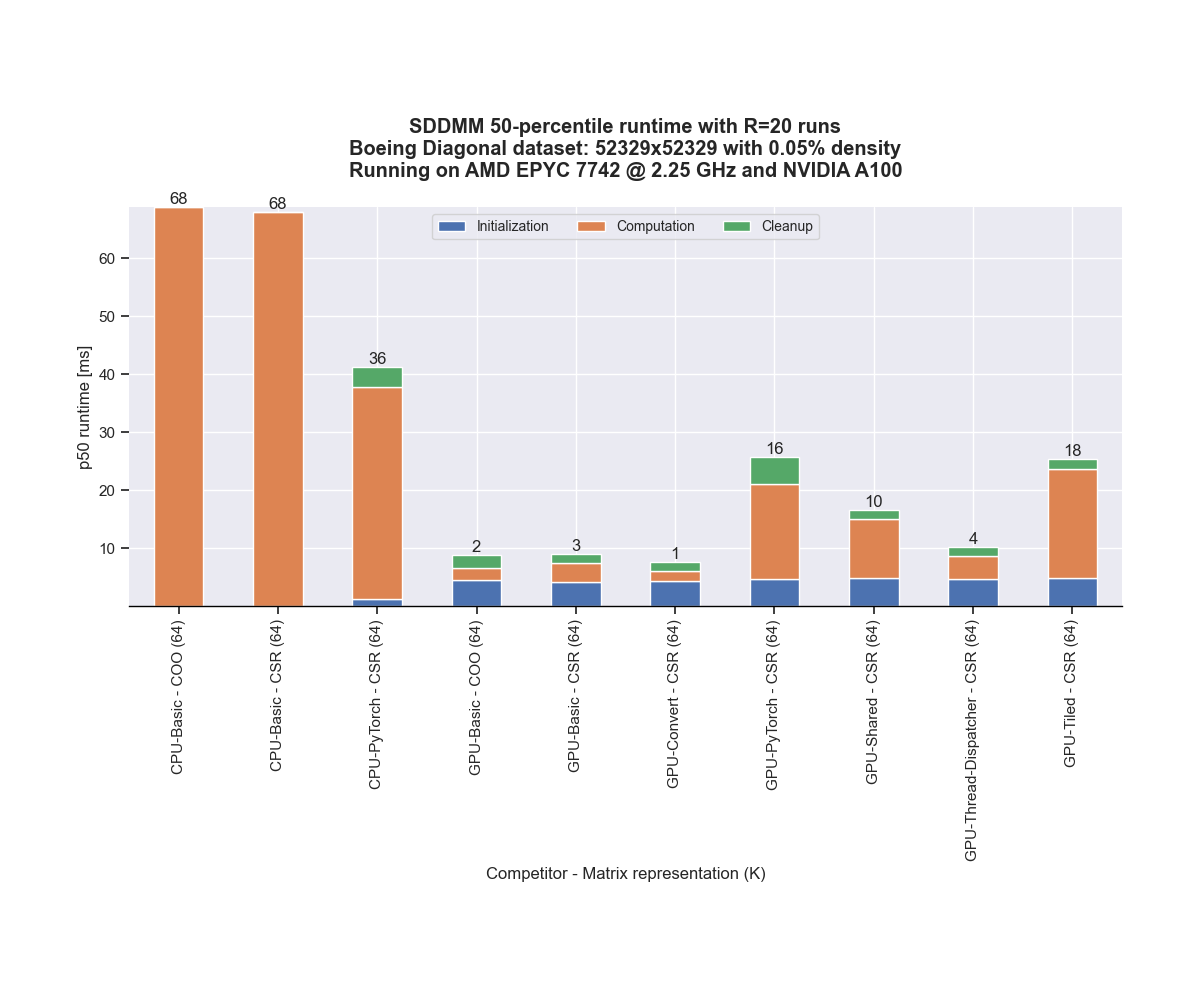 SDDMM 50-percentile runtime with R=20 runs
Boeing Diagonal dataset: 52329x52329 with 0.05% density
Running on AMD EPYC 7742 @ 2.25 GHz and NVIDIA A100
68
68
36
2
3
1
16
10
4
18
Initialization
Computation
Cleanup
60
50
40
30
20
10
p50 runtime [ms]
CPU-Basic - COO (64)
CPU-Basic - CSR (64)
CPU-PyTorch - CSR (64)
GPU-Basic - COO (64)
GPU-Basic - CSR (64)
GPU-Convert - CSR (64)
GPU-PyTorch - CSR (64)
GPU-Shared - CSR (64)
GPU-Thread-Dispatcher - CSR (64)
GPU-Tiled - CSR (64)
Competitor - Matrix representation (K)